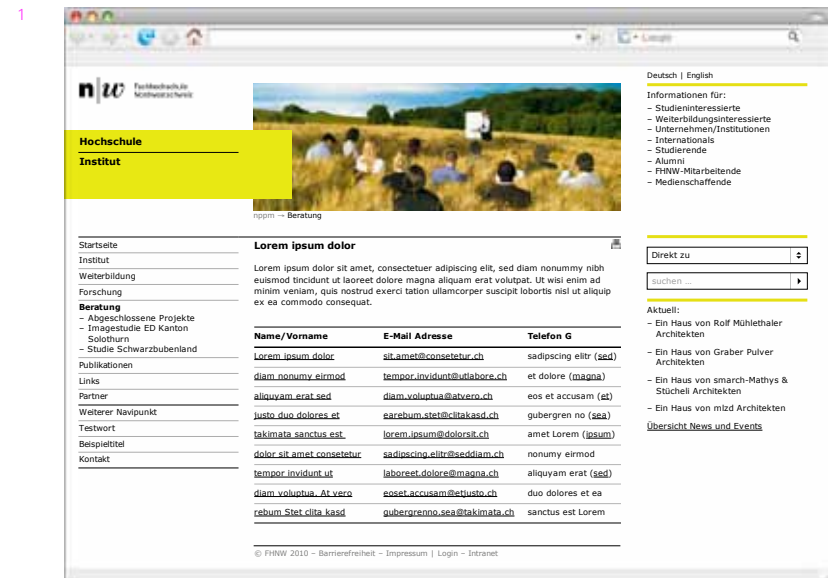 1
Google
n|w Fachhochschule
Nordwestschweiz
Hochschule
Institut
nppm → Beratung
Deutsch | English
Informationen für:
– Studieninteressierte
– Weiterbildungsinteressierte
– Unternehmen/Institutionen
– Internationals
– Studierende
– Alumni
– FHNW-Mitarbeitende
– Medienschaffende
Startseite
Institut
Weiterbildung
Forschung
Beratung
– Abgeschlossene Projekte
– Imagestudie ED Kanton
Solothurn
– Studie Schwarzbubenland
Publikationen
Links
Partner
Weiterer Navipunkt
Testwort
Beispieltitel
Kontakt
Lorem ipsum dolor
Lorem ipsum dolor sit amet, consectetuer adipiscing elit, sed diam nonummy nibh
euismod tincidunt ut laoreet dolore magna aliquam erat volutpat. Ut wisi enim ad
minim veniam, quis nostrud exerci tation ullamcorper suscipit lobortis nisl ut aliquip
ex ea commodo consequat.
Name/Vorname E-Mail Adresse Telefon G
Lorem ipsum dolor sit.amet@consetetur.ch sadipscing elitr (sed)
diam nonumy eirmod tempor.invidunt@utlabore.ch et dolore (magna)
aliquyam erat sed diam.voluptua@atvero.ch eos et accusam (et)
justo duo dolores et earebum.stet@clitakasd.ch gubergren no (sea)
takimata sanctus est lorem.ipsum@dolorsit.ch amet Lorem (ipsum)
dolor sit amet consetetur sadipscing.elitr@seddiam.ch nonumy eirmod
tempor invidunt ut laboreet.dolore@magna.ch aliquyam erat (sed)
diam voluptua. At vero eoset.accusam@etjusto.ch duo dolores et ea
rebum Stet clita kasd gubergrenno.sea@takimata.ch sanctus est Lorem
© FHNW 2010 – Barrierefreiheit – Impressum | Login – Intranet
Direkt zu
suchen ...
Aktuell:
– Ein Haus von Rolf Mühlethaler
Architekten
– Ein Haus von Graber Pulver
Architekten
– Ein Haus von smarch-Mathys &
Stücheli Architekten
– Ein Haus von mlzd Architekten
Übersicht News und Events